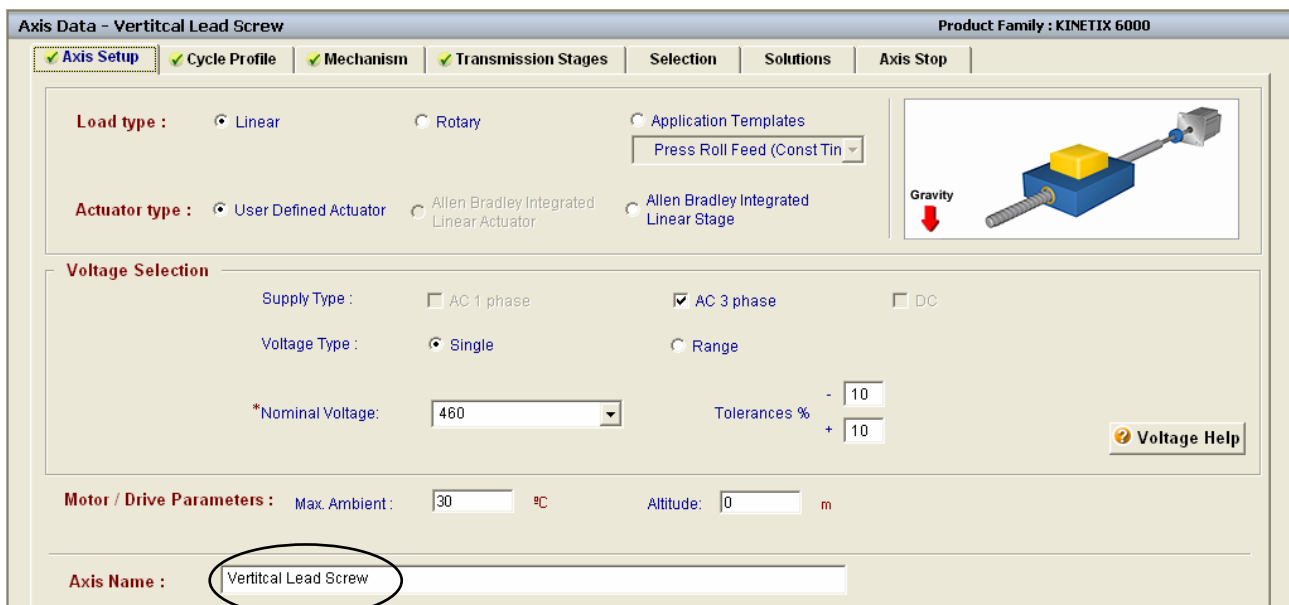 Axis Data - Vertitcal Lead Screw Product Family : KINETIX 6000
Axis Setup Cycle Profile Mechanism Transmission Stages Selection Solutions Axis Stop
Load type : Linear Rotary Application Templates
Press Roll Feed (Const Tin
Gravity
Actuator type : User Defined Actuator Allen Bradley Integrated Linear Actuator Allen Bradley Integrated Linear Stage
Voltage Selection
Supply Type : AC 1 phase AC 3 phase DC
Voltage Type : Single Range
*Nominal Voltage: 460 Tolerances % - 10
+ 10
Voltage Help
Motor / Drive Parameters : Max. Ambient : 30 ºC Altitude: 0 m
Axis Name : Vertitcal Lead Screw